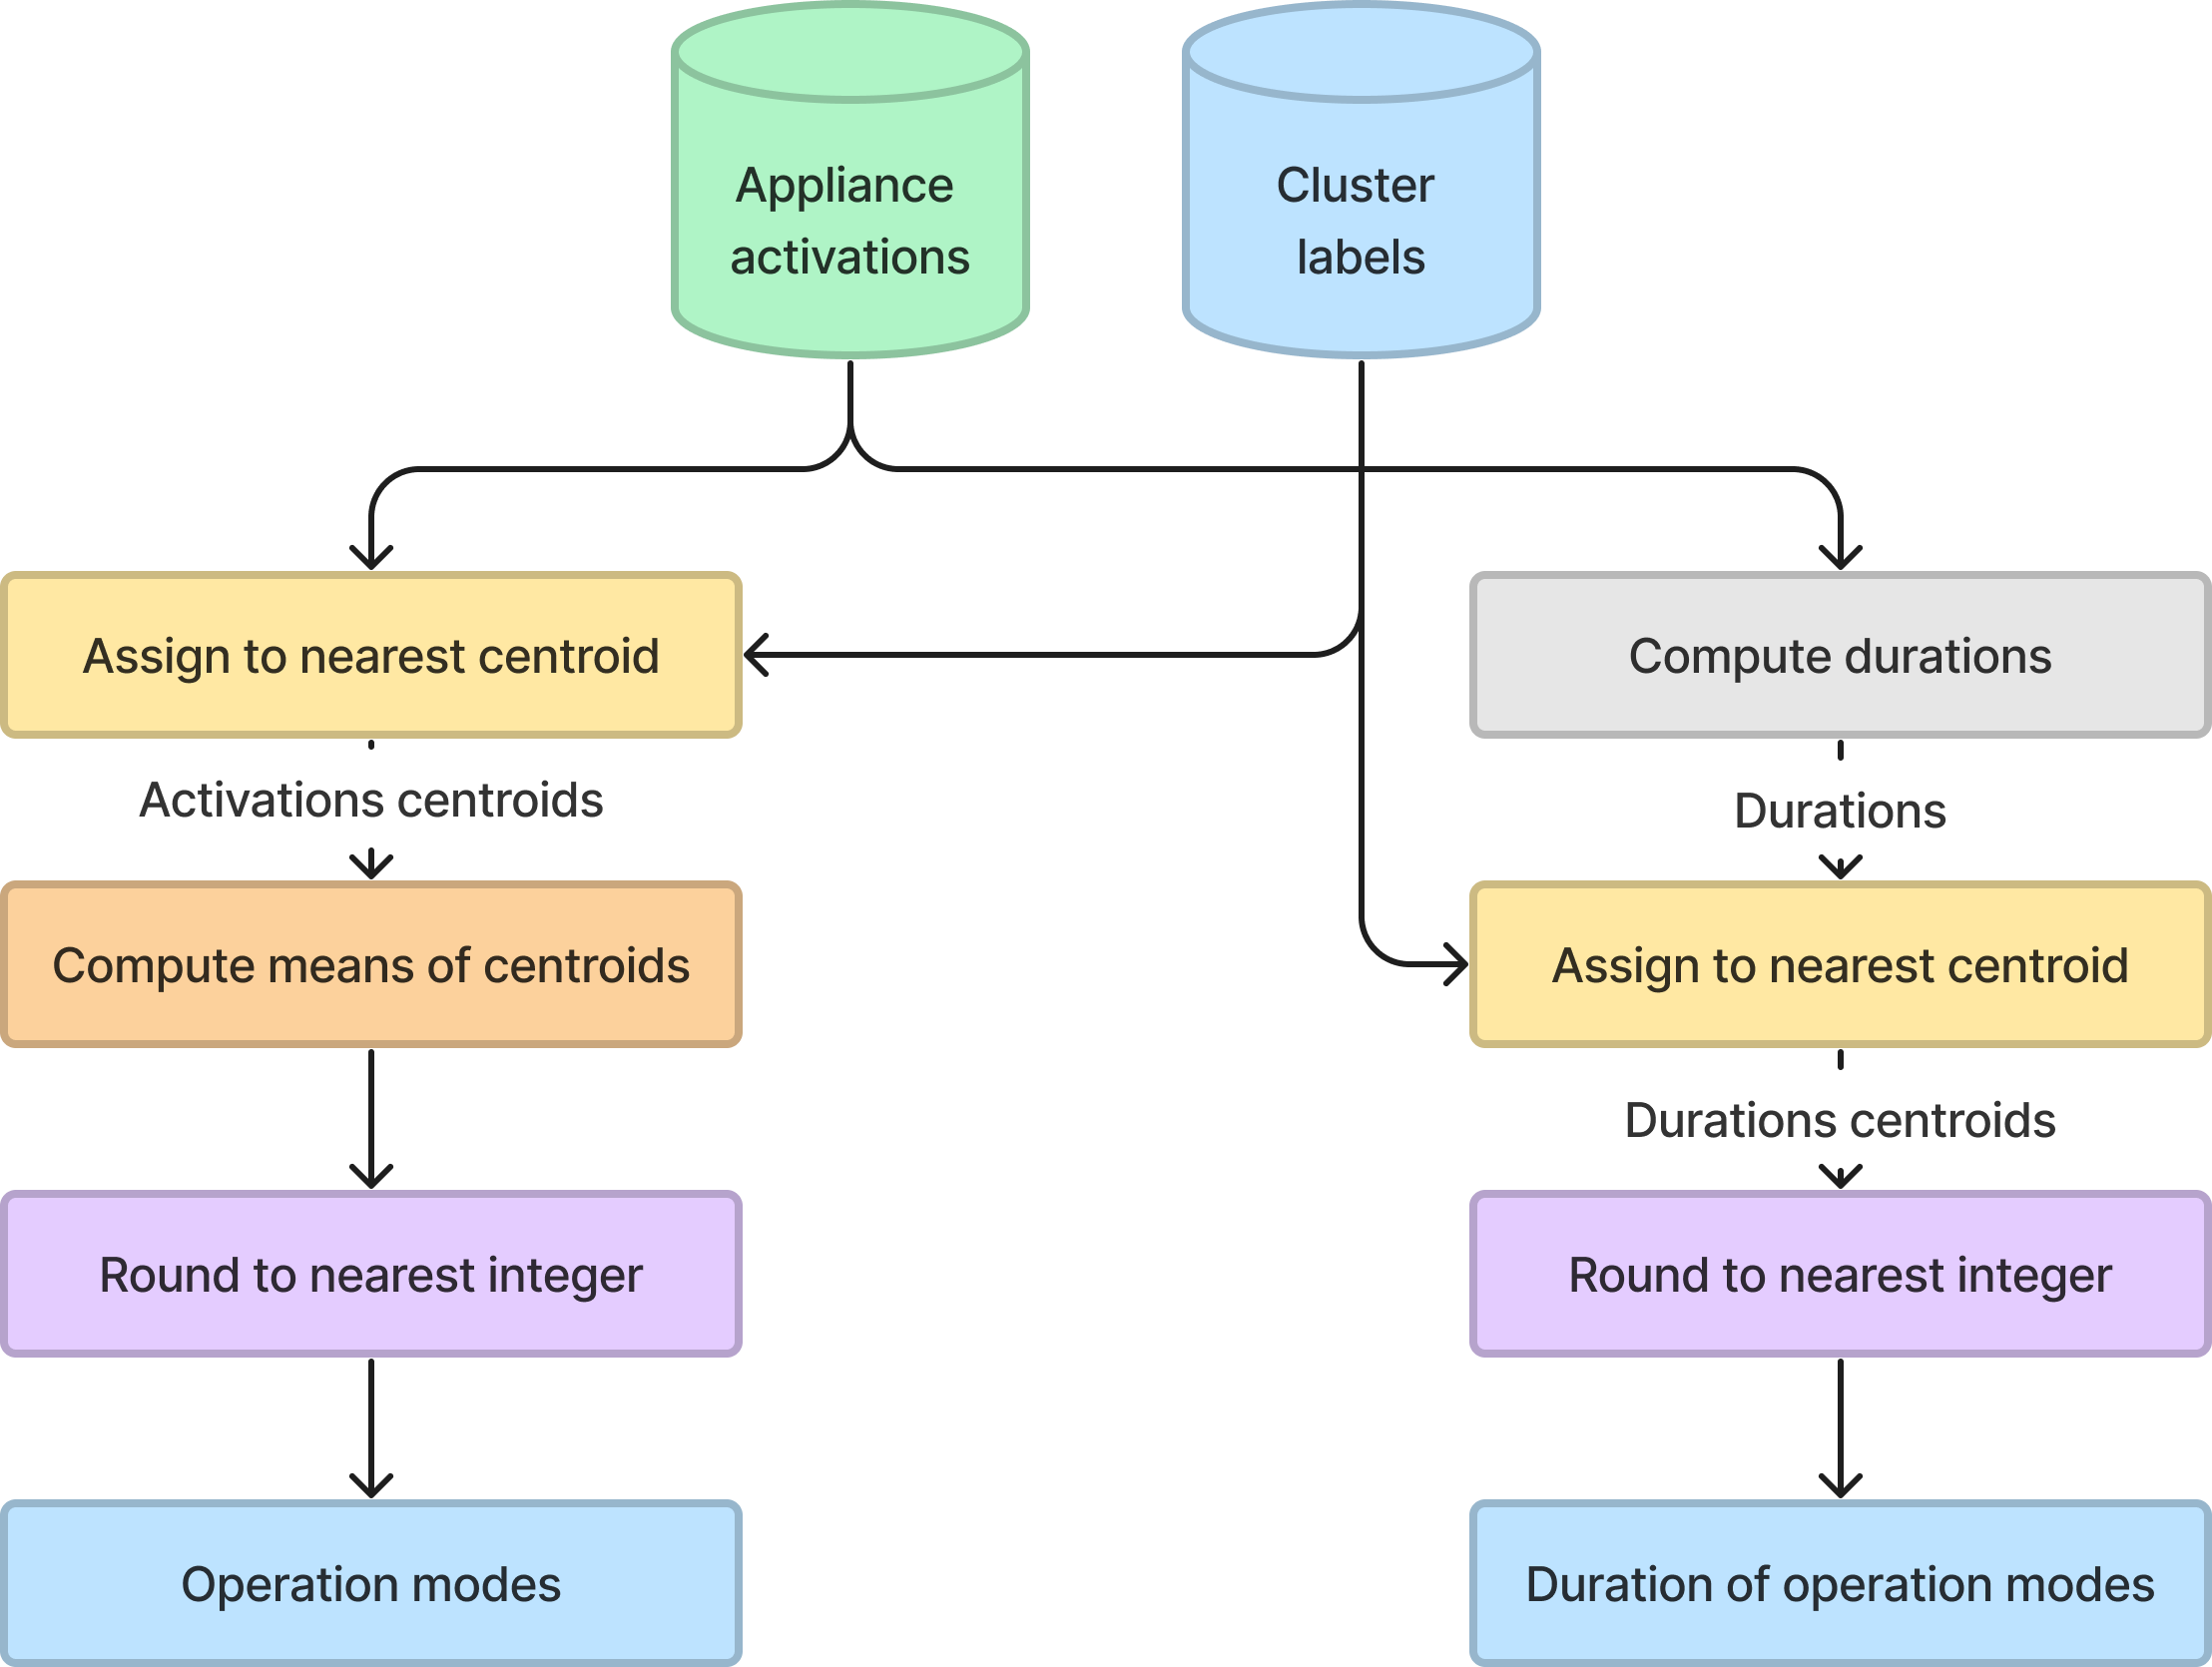 Appliance
activations
Cluster
labels
Assign to nearest centroid
Compute durations
Activations centroids
Durations
Compute means of centroids
Assign to nearest centroid
Durations centroids
Round to nearest integer
Round to nearest integer
Operation modes
Duration of operation modes